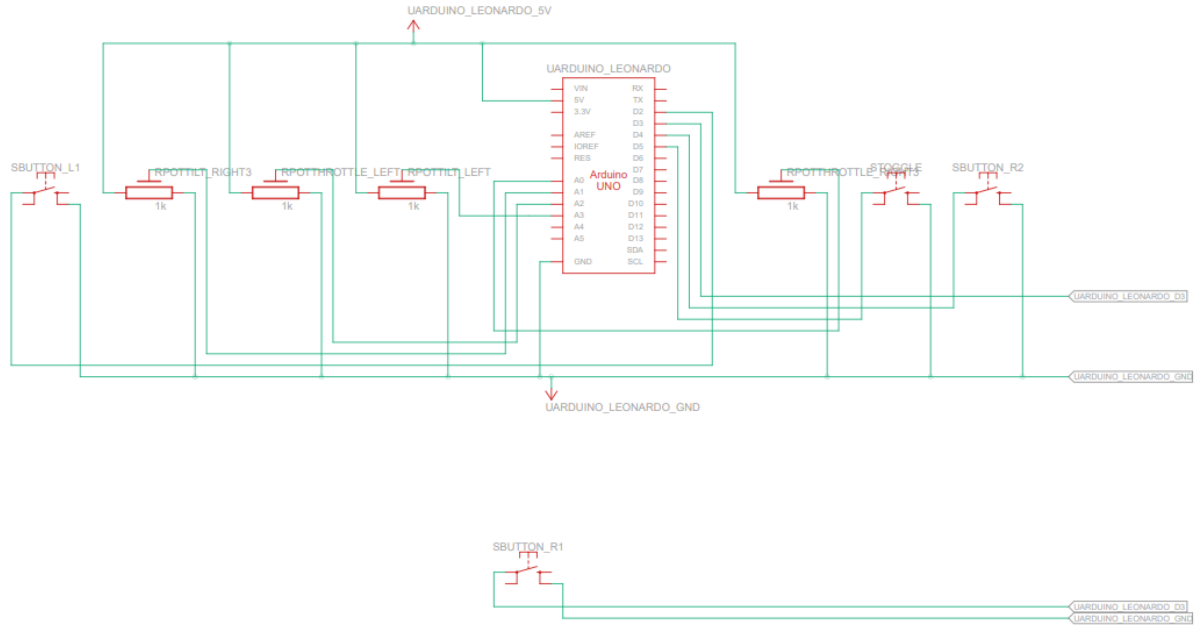 UARDUINO_LEONARDO_5V
UARDUINO_LEONARDO
VIN
5V
3.3V
AREF
IOREF
RES
A0
A1
A2
A3
A4
A5
GND
Arduino
UNO
RX
TX
D2
D3
D4
D5
D6
D7
D8
D9
D10
D11
D12
D13
SDA
SCL
SBUTTON_L1
RPOTTILT_RIGHT3
1k
RPOTTHROTTLE_LEFT
1k
RPOTTILT_LEFT
1k
RPOTTHROTTLE_RIGHT3
1k
STOGGLE
SBUTTON_R2
UARDUINO_LEONARDO_D3
UARDUINO_LEONARDO_GND
UARDUINO_LEONARDO_GND
SBUTTON_R1
UARDUINO_LEONARDO_D3
UARDUINO_LEONARDO_GND